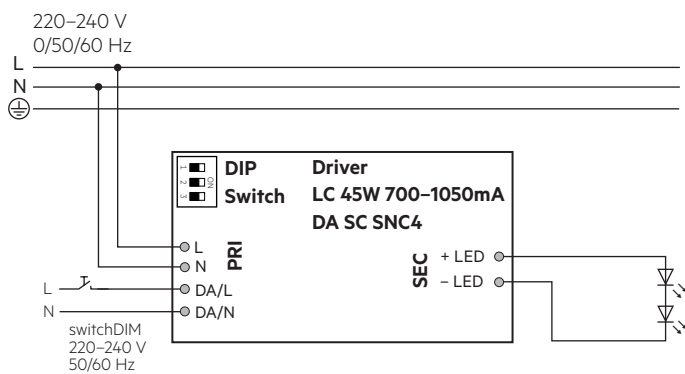 220–240 V
0/50/60 Hz
L
N
1
2
3
ON
DIP
Switch
Driver
LC 45W 700–1050mA
DA SC SNC4
L
N
PRI
DA/L
DA/N
SEC
+ LED
– LED
L
N
switchDIM
220–240 V
50/60 Hz